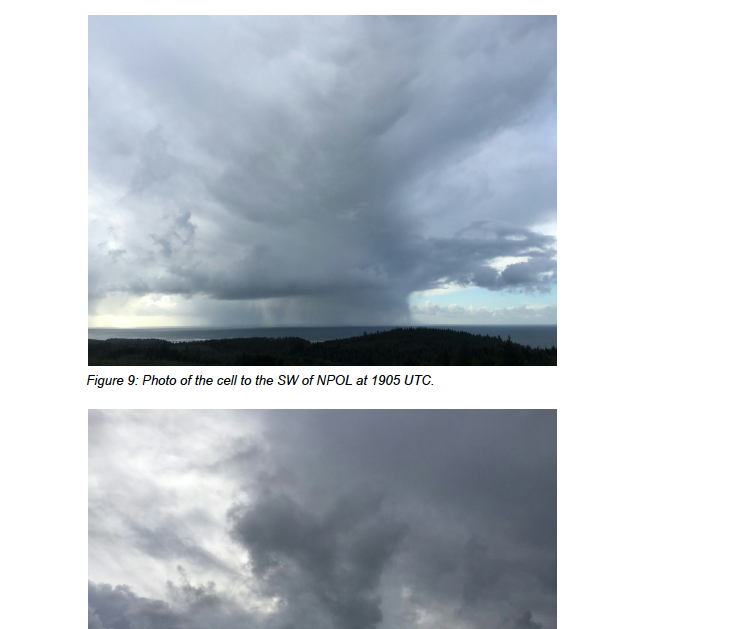 Figure 9: Photo of the cell to the SW of NPOL at 1905 UTC.